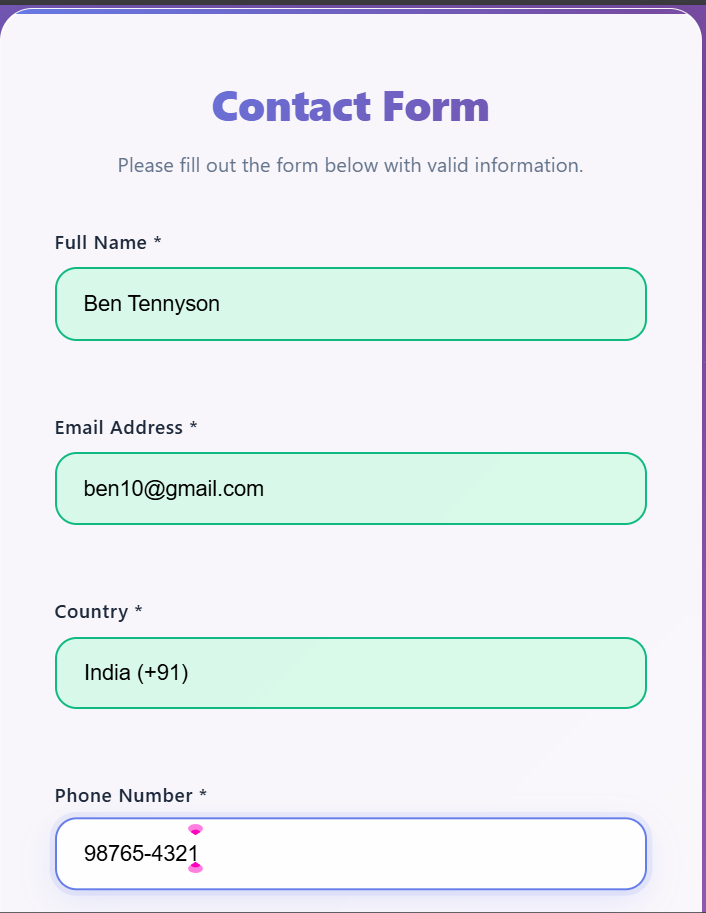 Contact Form
Please fill out the form below with valid information.
Full Name *
Ben Tennyson
Email Address *
ben10@gmail.com
Country *
India (+91)
Phone Number *
98765-4321